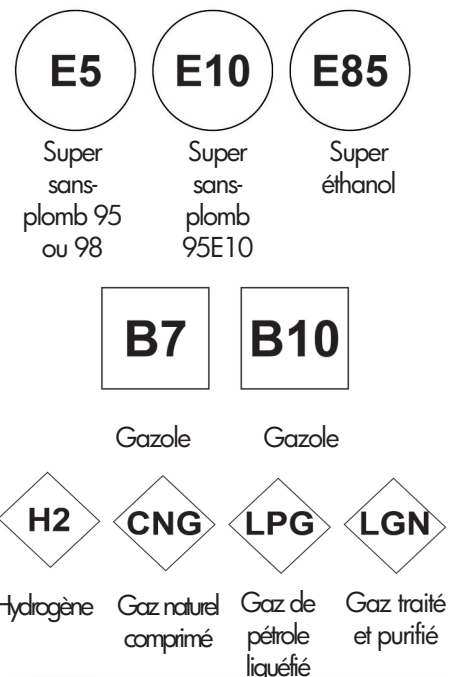 E5 E10 E85
Super Super Super
sans- sans- éthanol
plomb 95 plomb
ou 98 95E10
B7 B10
Gazole Gazole
H2 CNG LPG LGN
Hydrogène Gaz naturel Gaz de Gaz traité
comprimé pétrole et purifié
liquéfié